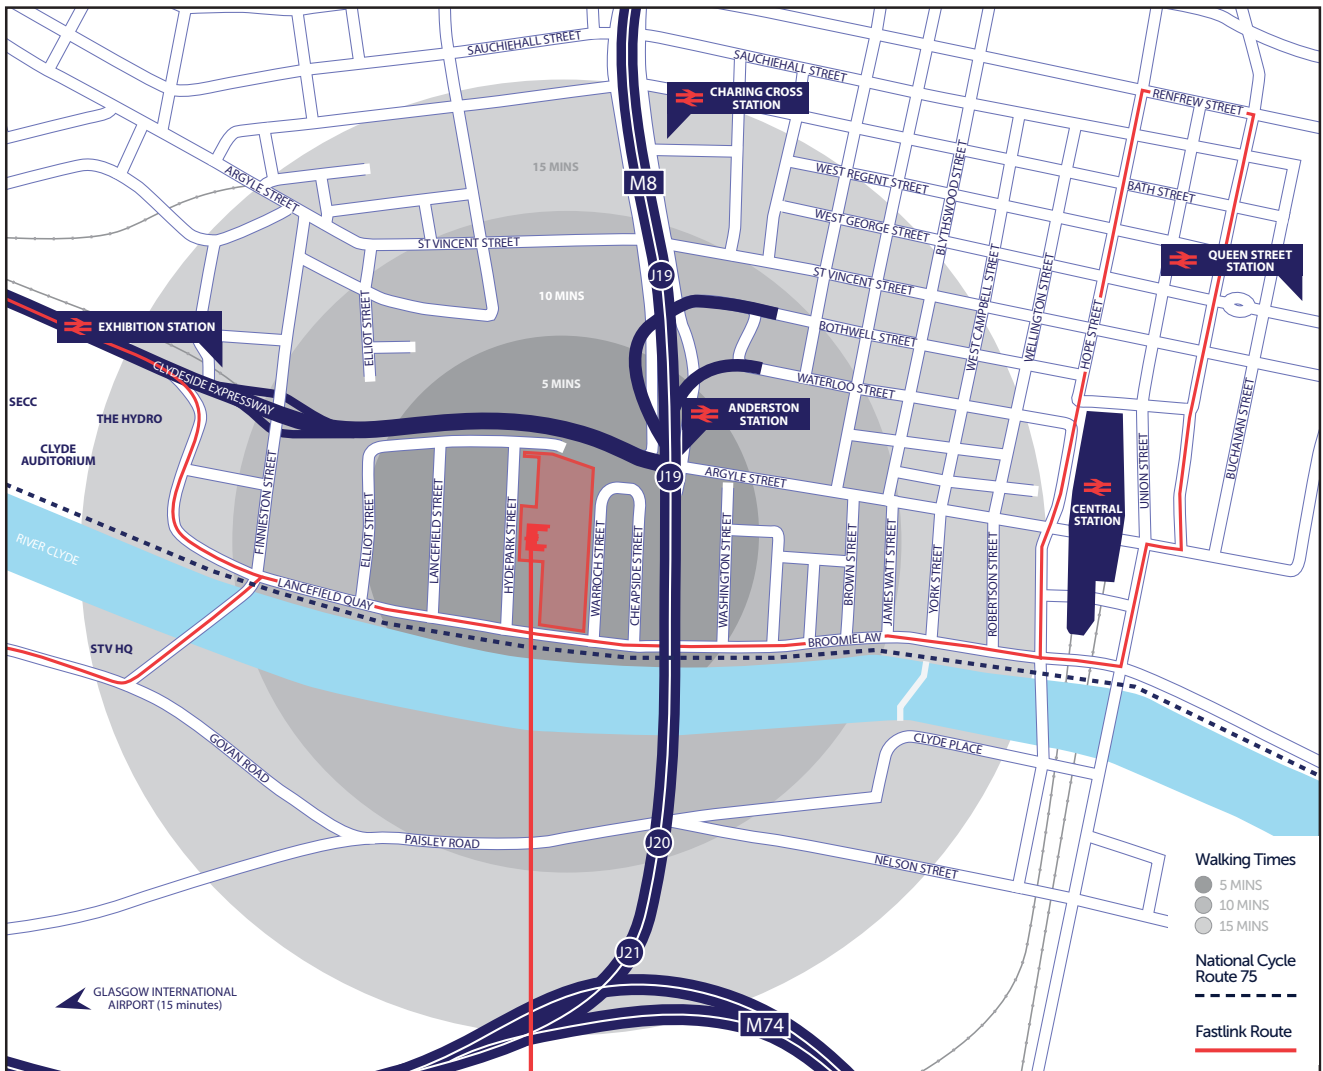 SAUCHIEHALL STREET
SAUCHIEHALL STREET
CHARING CROSS
STATION
RENFREW STREET
15 MINS
M8
ARGYLE STREET
WEST REGENT STREET
BLYTHSWOOD STREET
BATH STREET
WEST GEORGE STREET
ST VINCENT STREET
QUEEN STREET
STATION
J19
ST VINCENT STREET
10 MINS
WEST CAMPBELL STREET
WELLINGTON STREET
HOPE STREET
EXHIBITION STATION
ELLIOT STREET
BOTHWELL STREET
CLYDESIDE EXPRESSWAY
5 MINS
WATERLOO STREET
SECC
THE HYDRO
ANDERSTON
STATION
BUCHANAN STREET
CLYDE
AUDITORIUM
UNION STREET
J19
ARGYLE STREET
FINNIESTON STREET
ELLIOT STREET
LANCEFIELD STREET
HYDEPARK STREET
WARROCH STREET
CHEAPSIDE STREET
WASHINGTON STREET
BROWN STREET
JAMES WATT STREET
YORK STREET
ROBERTSON STREET
CENTRAL
STATION
RIVER CLYDE
LANCEFIELD QUAY
BROOMIELAW
STV HQ
GOVAN ROAD
CLYDE PLACE
PAISLEY ROAD
J20
NELSON STREET
Walking Times
5 MINS
10 MINS
15 MINS
J21
National Cycle
Route 75
GLASGOW INTERNATIONAL
AIRPORT (15 minutes)
M74
Fastlink Route